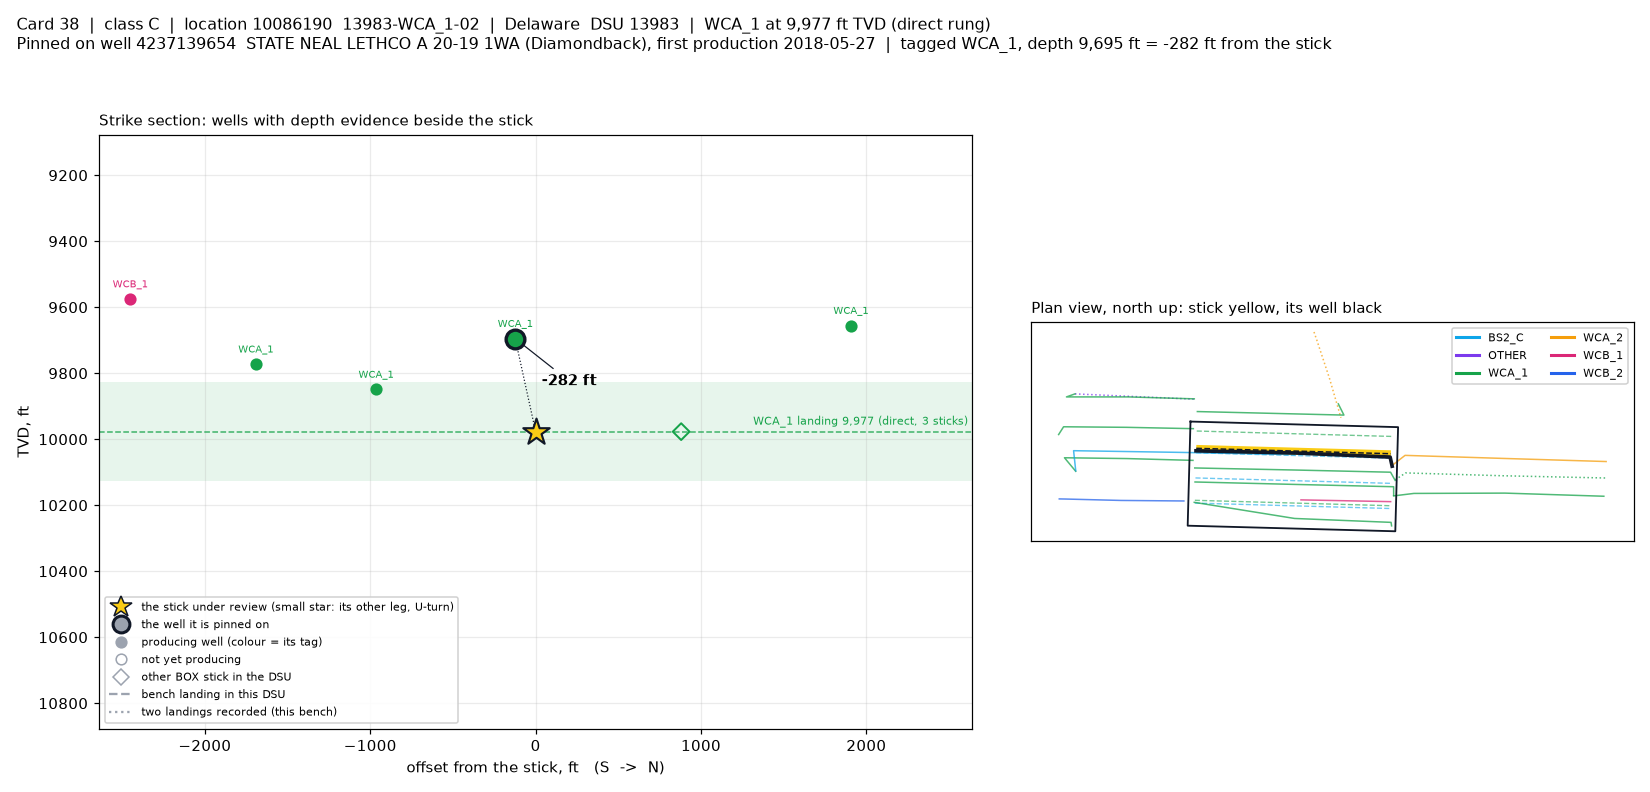 Card 38 | class C | location 10086190 13983-WCA_1-02 | Delaware DSU 13983 | WCA_1 at 9,977 ft TVD (direct rung)
Pinned on well 4237139654 STATE NEAL LETHCO A 20-19 1WA (Diamondback), first production 2018-05-27 | tagged WCA_1, depth 9,695 ft = -282 ft from the stick
Strike section: wells with depth evidence beside the stick
9200
9400
9600
9800
10000
10200
10400
10600
10800
TVD, ft
WCB_1
WCA_1
WCA_1
WCA_1
WCA_1
-282 ft
WCA_1 landing 9,977 (direct, 3 sticks)
the stick under review (small star: its other leg, U-turn)
the well it is pinned on
producing well (colour = its tag)
not yet producing
other BOX stick in the DSU
bench landing in this DSU
two landings recorded (this bench)
−2000
−1000
0
1000
2000
offset from the stick, ft (S -> N)
Plan view, north up: stick yellow, its well black
BS2_C
OTHER
WCA_1
WCA_2
WCB_1
WCB_2